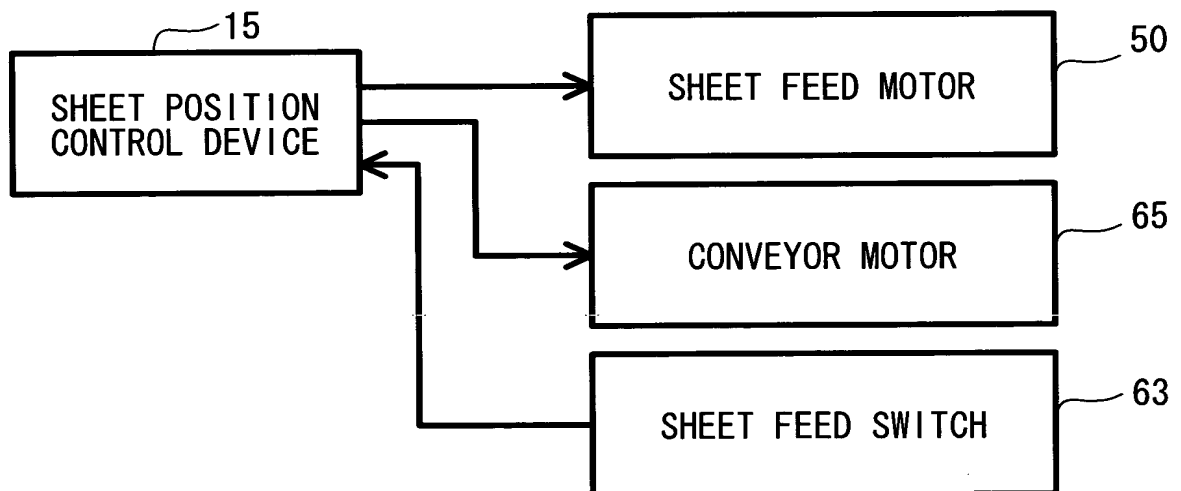 15
SHEET POSITION
CONTROL DEVICE
SHEET FEED MOTOR
50
CONVEYOR MOTOR
65
SHEET FEED SWITCH
63